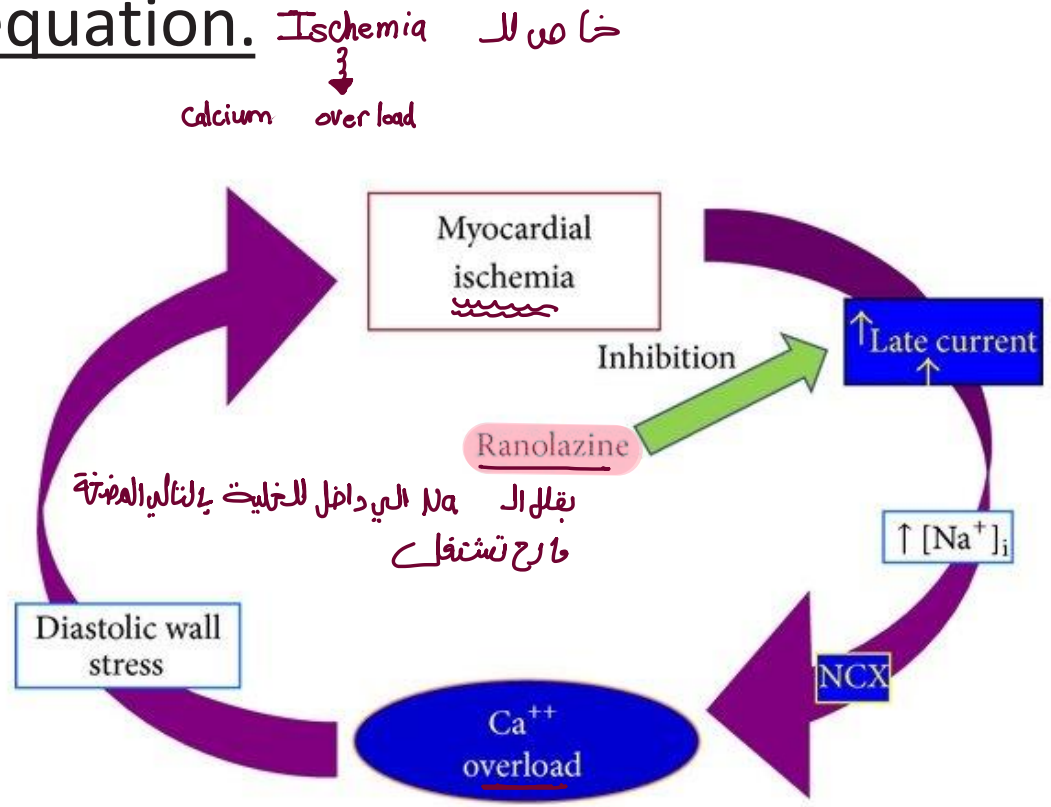 equation.
Ischemia خاص لل
Calcium overload
Myocardial
ischemia
Inhibition
↑Late current
↑
Ranolazine
بقلل ال Na الي داخل للخلية بالتالي المضخة
ما رح تشتغل
↑ [Na⁺]ᵢ
Diastolic wall
stress
NCX
Ca⁺⁺
overload